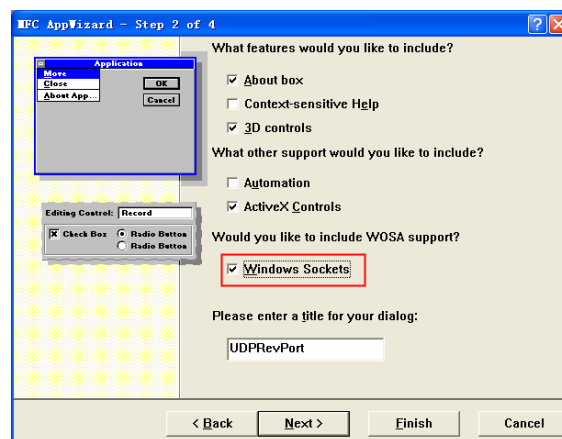 MFC AppWizard - Step 2 of 4
Application
Move
Close
About App...
OK
Cancel
Editing Control: Record
Check Box
Radio Button
Radio Button
What features would you like to include?
About box
Context-sensitive Help
3D controls
What other support would you like to include?
Automation
ActiveX Controls
Would you like to include WOSA support?
Windows Sockets
Please enter a title for your dialog:
UDPRevPort
< Back
Next >
Finish
Cancel